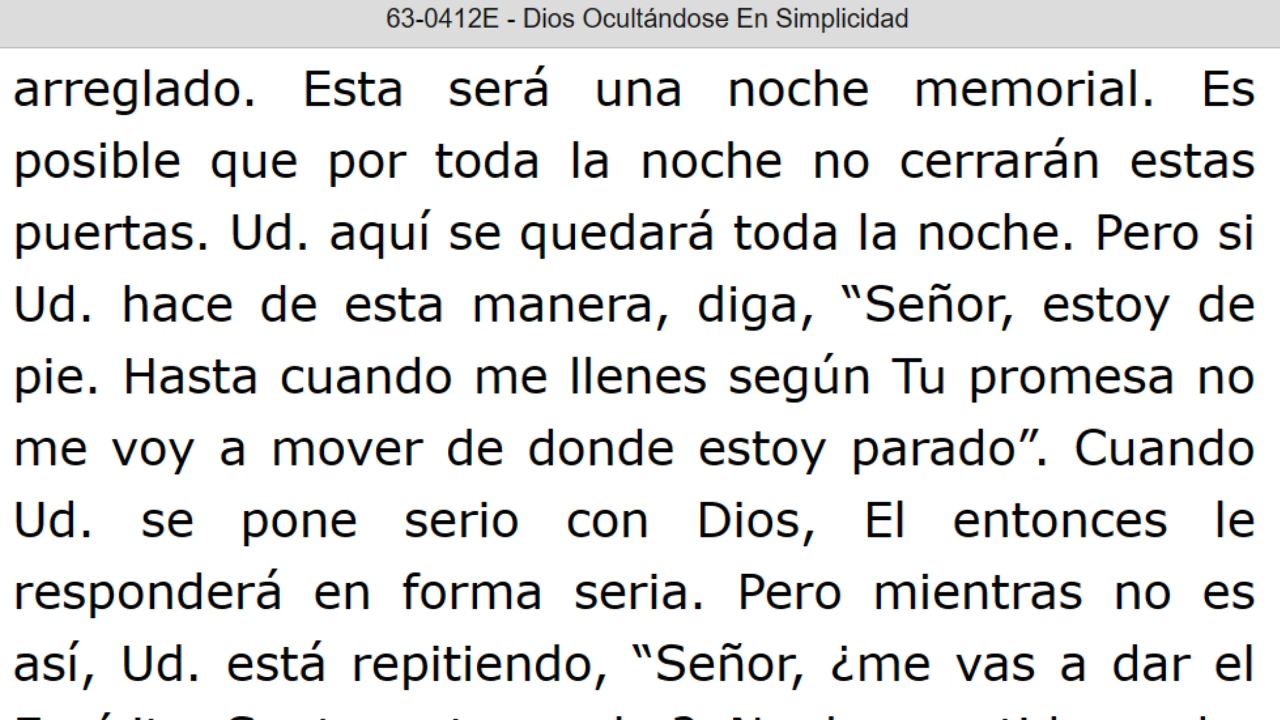 63-0412E - Dios Ocultándose En Simplicidad
arreglado. Esta será una noche memorial. Es
posible que por toda la noche no cerrarán estas
puertas. Ud. aquí se quedará toda la noche. Pero si
Ud. hace de esta manera, diga, “Señor, estoy de
pie. Hasta cuando me llenes según Tu promesa no
me voy a mover de donde estoy parado”. Cuando
Ud. se pone serio con Dios, El entonces le
responderá en forma seria. Pero mientras no es
así, Ud. está repitiendo, “Señor, ¿me vas a dar el